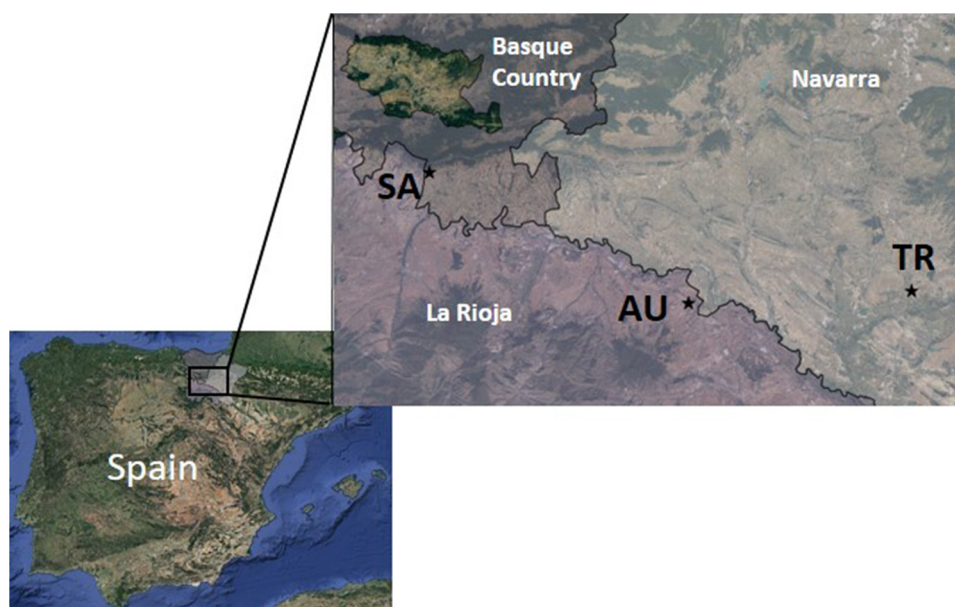 Basque
Country
Navarra
SA
TR
La Rioja
AU
Spain